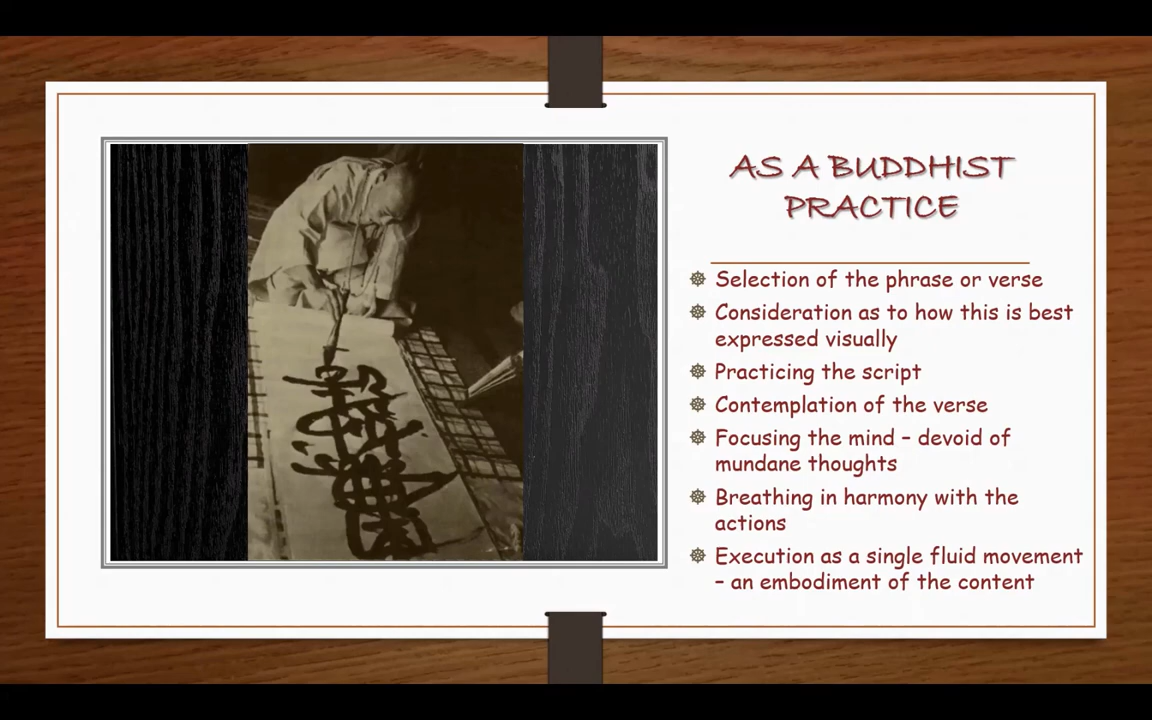 AS A BUDDHIST
PRACTICE
Selection of the phrase or verse
Consideration as to how this is best
expressed visually
Practicing the script
Contemplation of the verse
Focusing the mind – devoid of
mundane thoughts
Breathing in harmony with the
actions
Execution as a single fluid movement
– an embodiment of the content